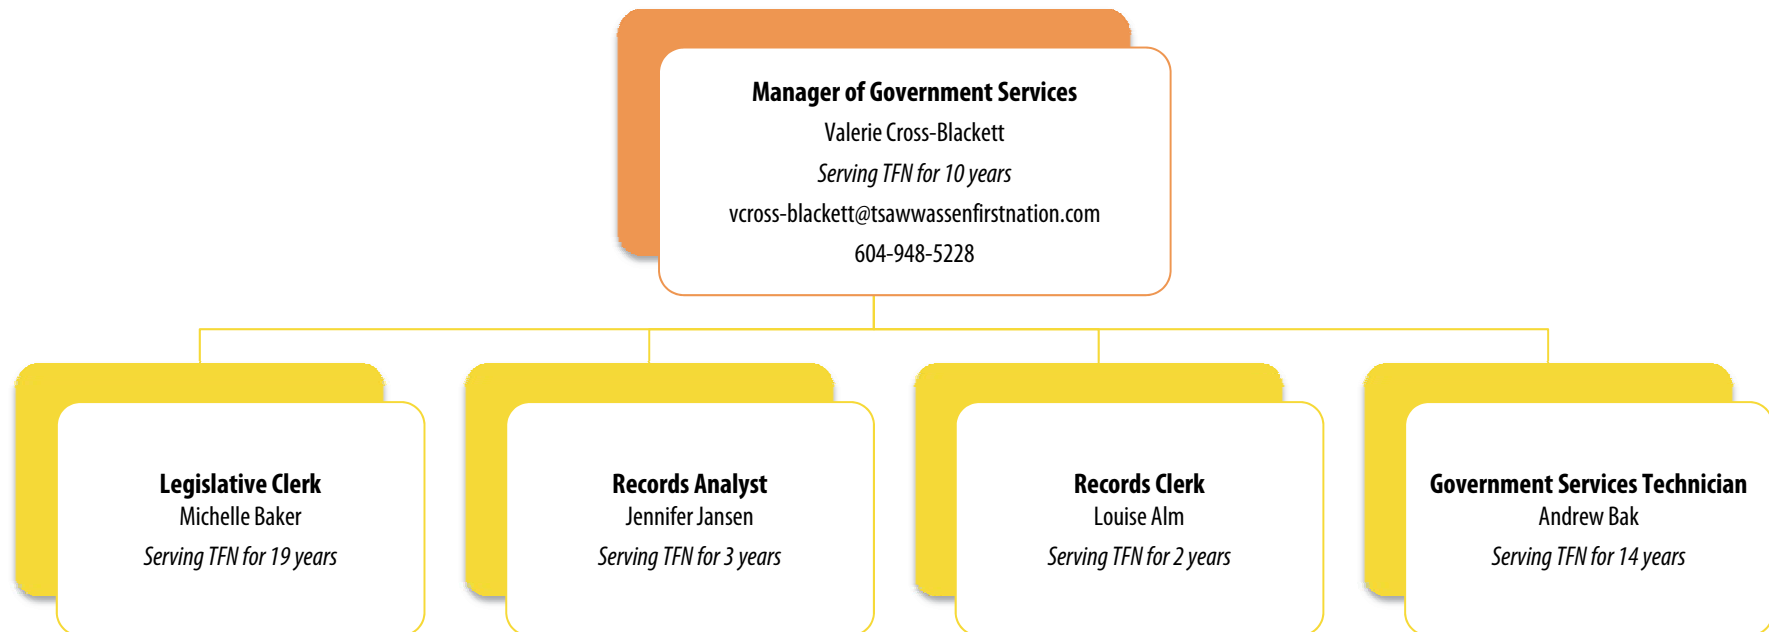 Manager of Government Services
Valerie Cross-Blackett
Serving TFN for 10 years
vcross-blackett@tsawwassenfirstnation.com
604-948-5228
Legislative Clerk
Michelle Baker
Serving TFN for 19 years
Records Analyst
Jennifer Jansen
Serving TFN for 3 years
Records Clerk
Louise Alm
Serving TFN for 2 years
Government Services Technician
Andrew Bak
Serving TFN for 14 years